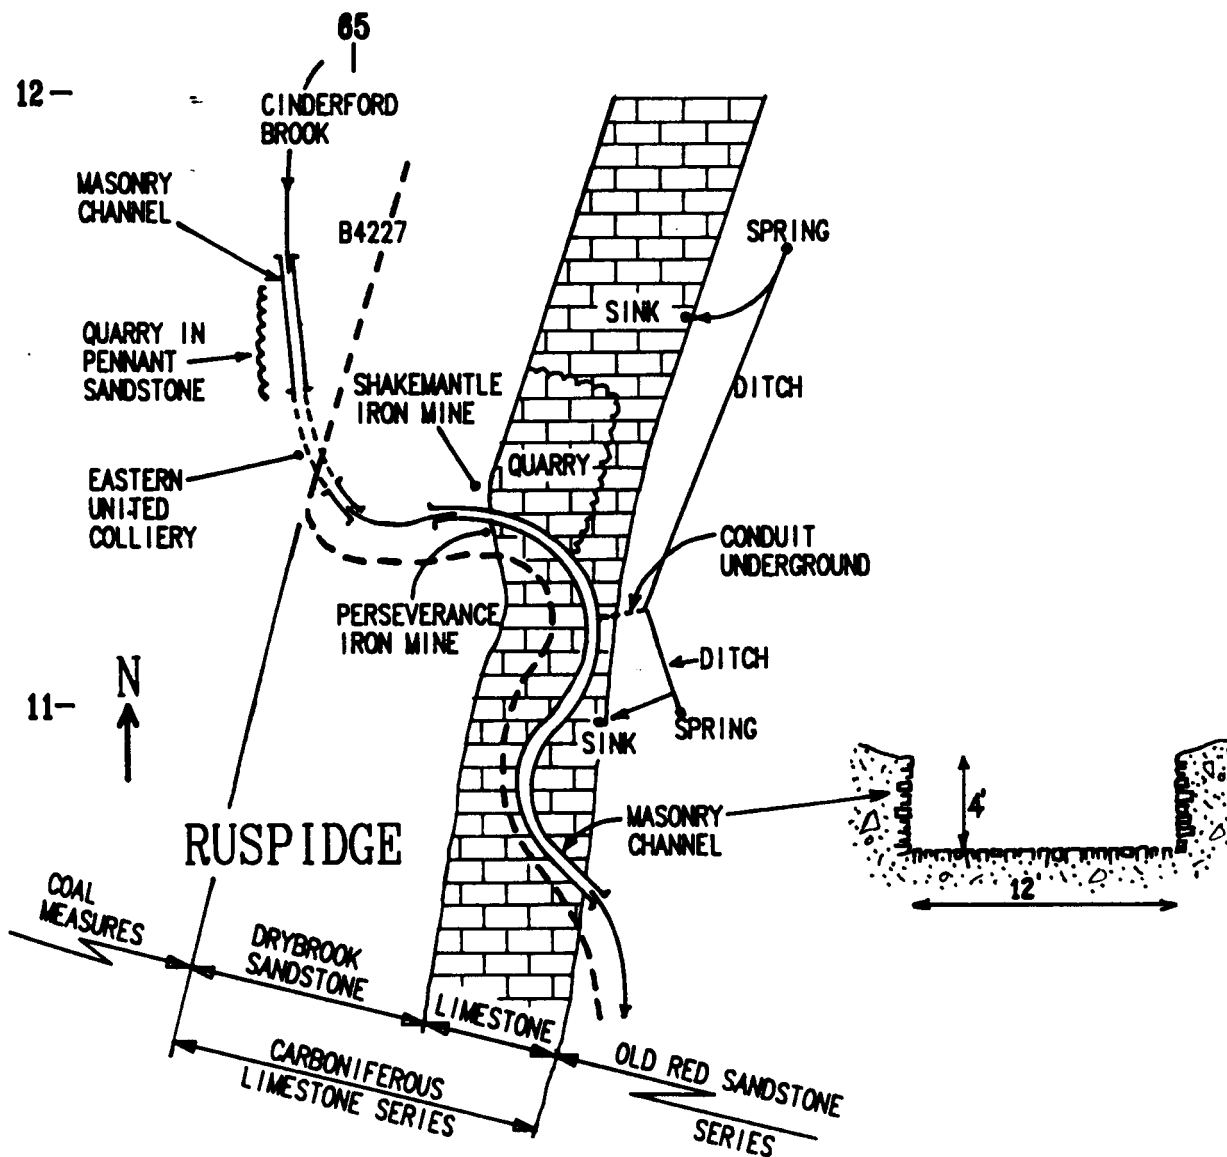 65
12-
CINDERFORD
BROOK
MASONRY
CHANNEL
B4227
SPRING
SINK
QUARRY IN
PENNANT
SANDSTONE
SHAKEMANTLE
IRON MINE
DITCH
QUARRY
EASTERN
UNITED
COLLIERY
CONDUIT
UNDERGROUND
PERSEVERANCE
IRON MINE
DITCH
N
11-
SINK
SPRING
MASONRY
CHANNEL
4'
12'
RUSPIDGE
COAL
MEASURES
DRYBROOK
SANDSTONE
LIMESTONE
CARBONIFEROUS
LIMESTONE SERIES
OLD RED SANDSTONE
SERIES